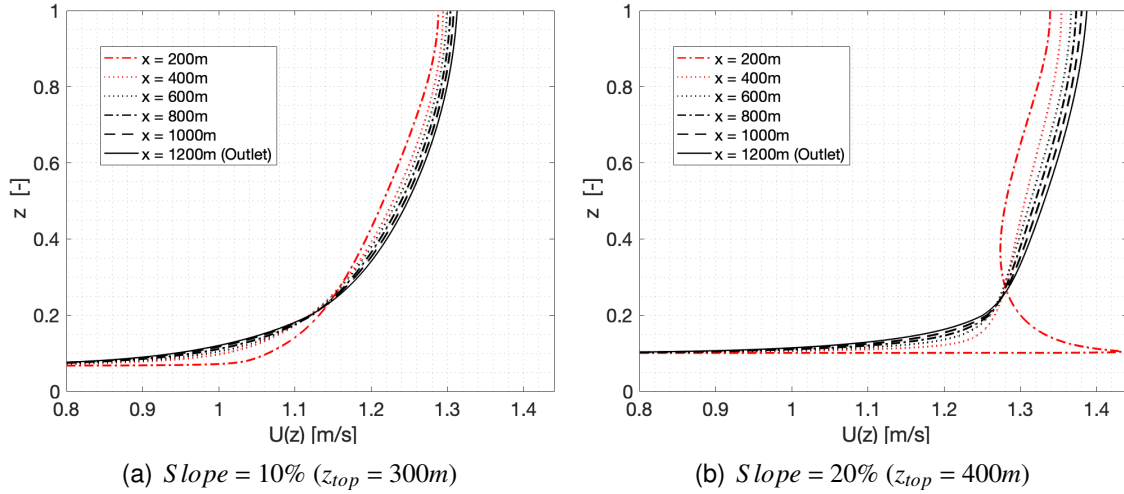 1
0.8
0.6
0.4
0.2
0
z [-]
x = 200m
x = 400m
x = 600m
x = 800m
x = 1000m
x = 1200m (Outlet)
0.8 0.9 1 1.1 1.2 1.3 1.4
U(z) [m/s]
(a) Slope = 10% (z_top = 300m)
1
0.8
0.6
0.4
0.2
0
z [-]
x = 200m
x = 400m
x = 600m
x = 800m
x = 1000m
x = 1200m (Outlet)
0.8 0.9 1 1.1 1.2 1.3 1.4
U(z) [m/s]
(b) Slope = 20% (z_top = 400m)